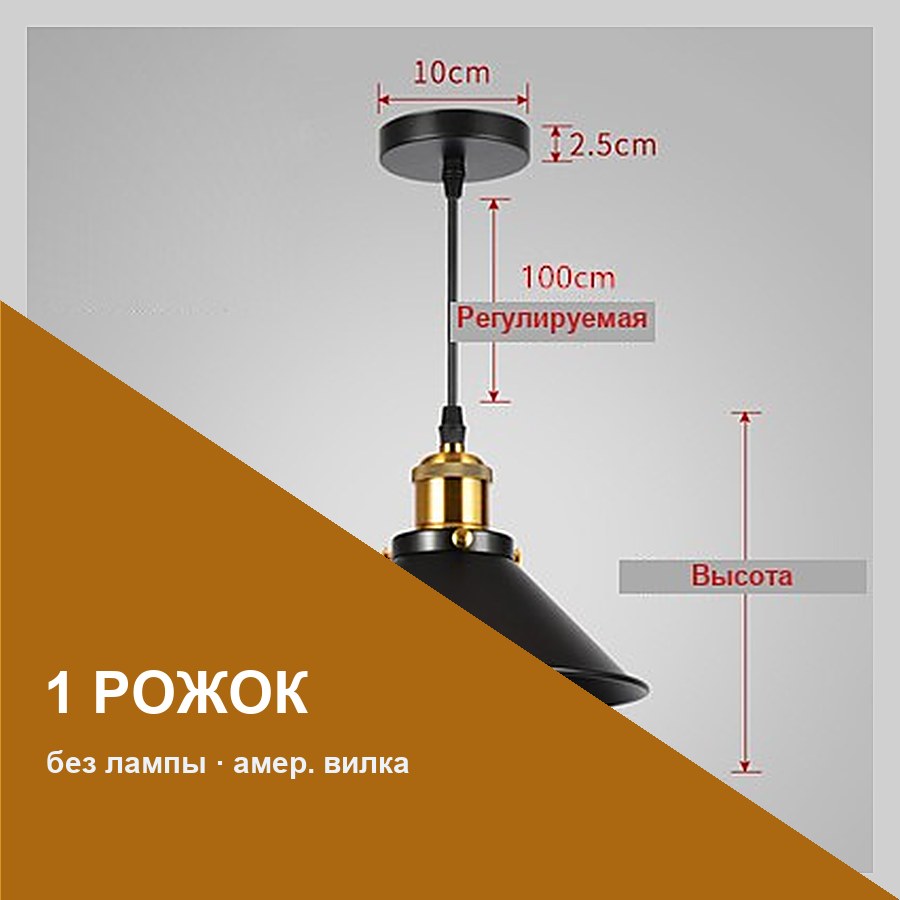 10cm
2.5cm
100cm
Регулируемая
Высота
1 РОЖОК
без лампы · амер. вилка